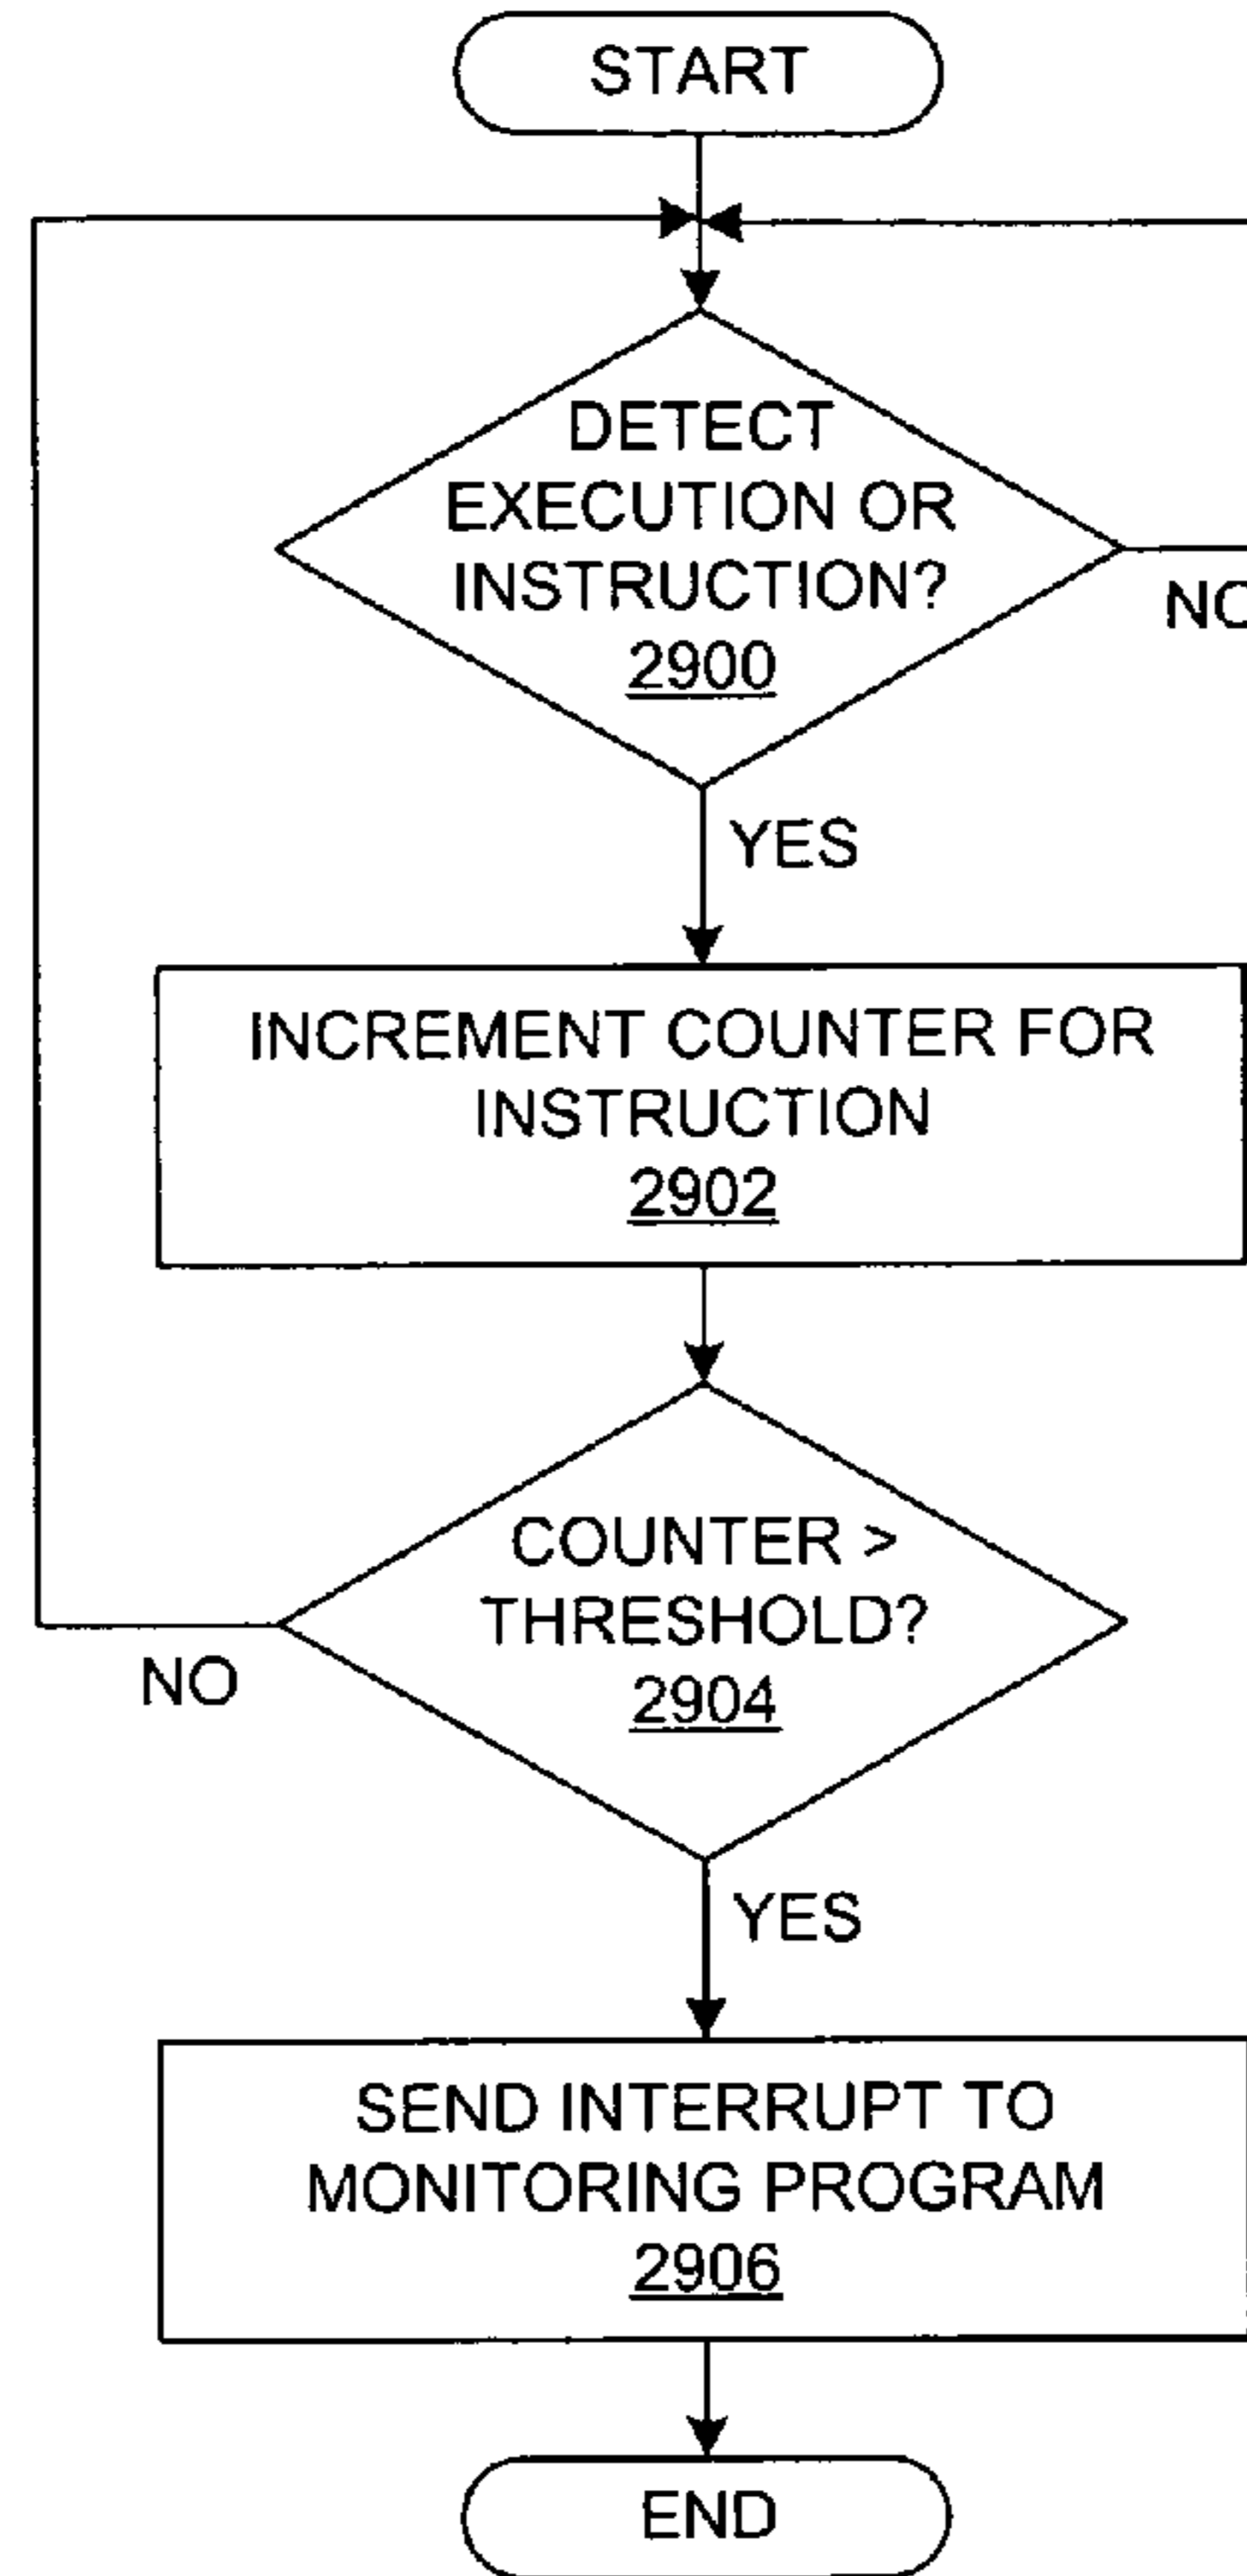 START
DETECT
EXECUTION OR
INSTRUCTION?
2900
NO
YES
INCREMENT COUNTER FOR
INSTRUCTION
2902
COUNTER >
THRESHOLD?
2904
NO
YES
SEND INTERRUPT TO
MONITORING PROGRAM
2906
END